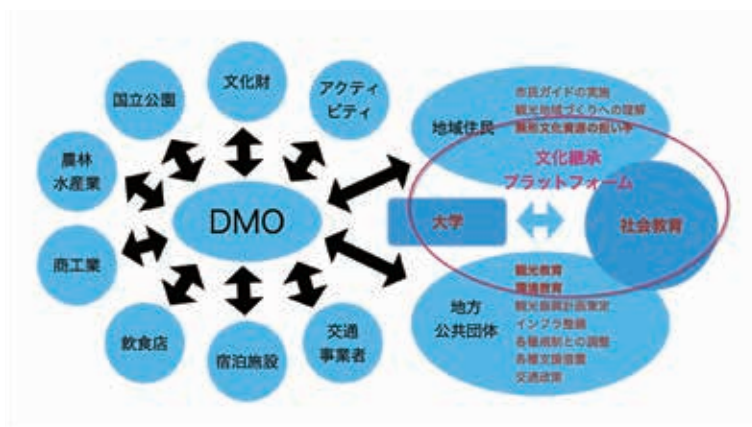 文化財
国立公園
アクティ
ビティ
農林
水産業
商工業
飲食店
宿泊施設
交通
事業者
DMO
地域住民
市民ガイドの実施
観光地域づくりへの理解
無形文化資源の担い手
文化継承
プラットフォーム
大学
社会教育
地方
公共団体
観光教育
関連教育
観光振興計画策定
インフラ整備
各種規制との調整
各種支援措置
交通政策